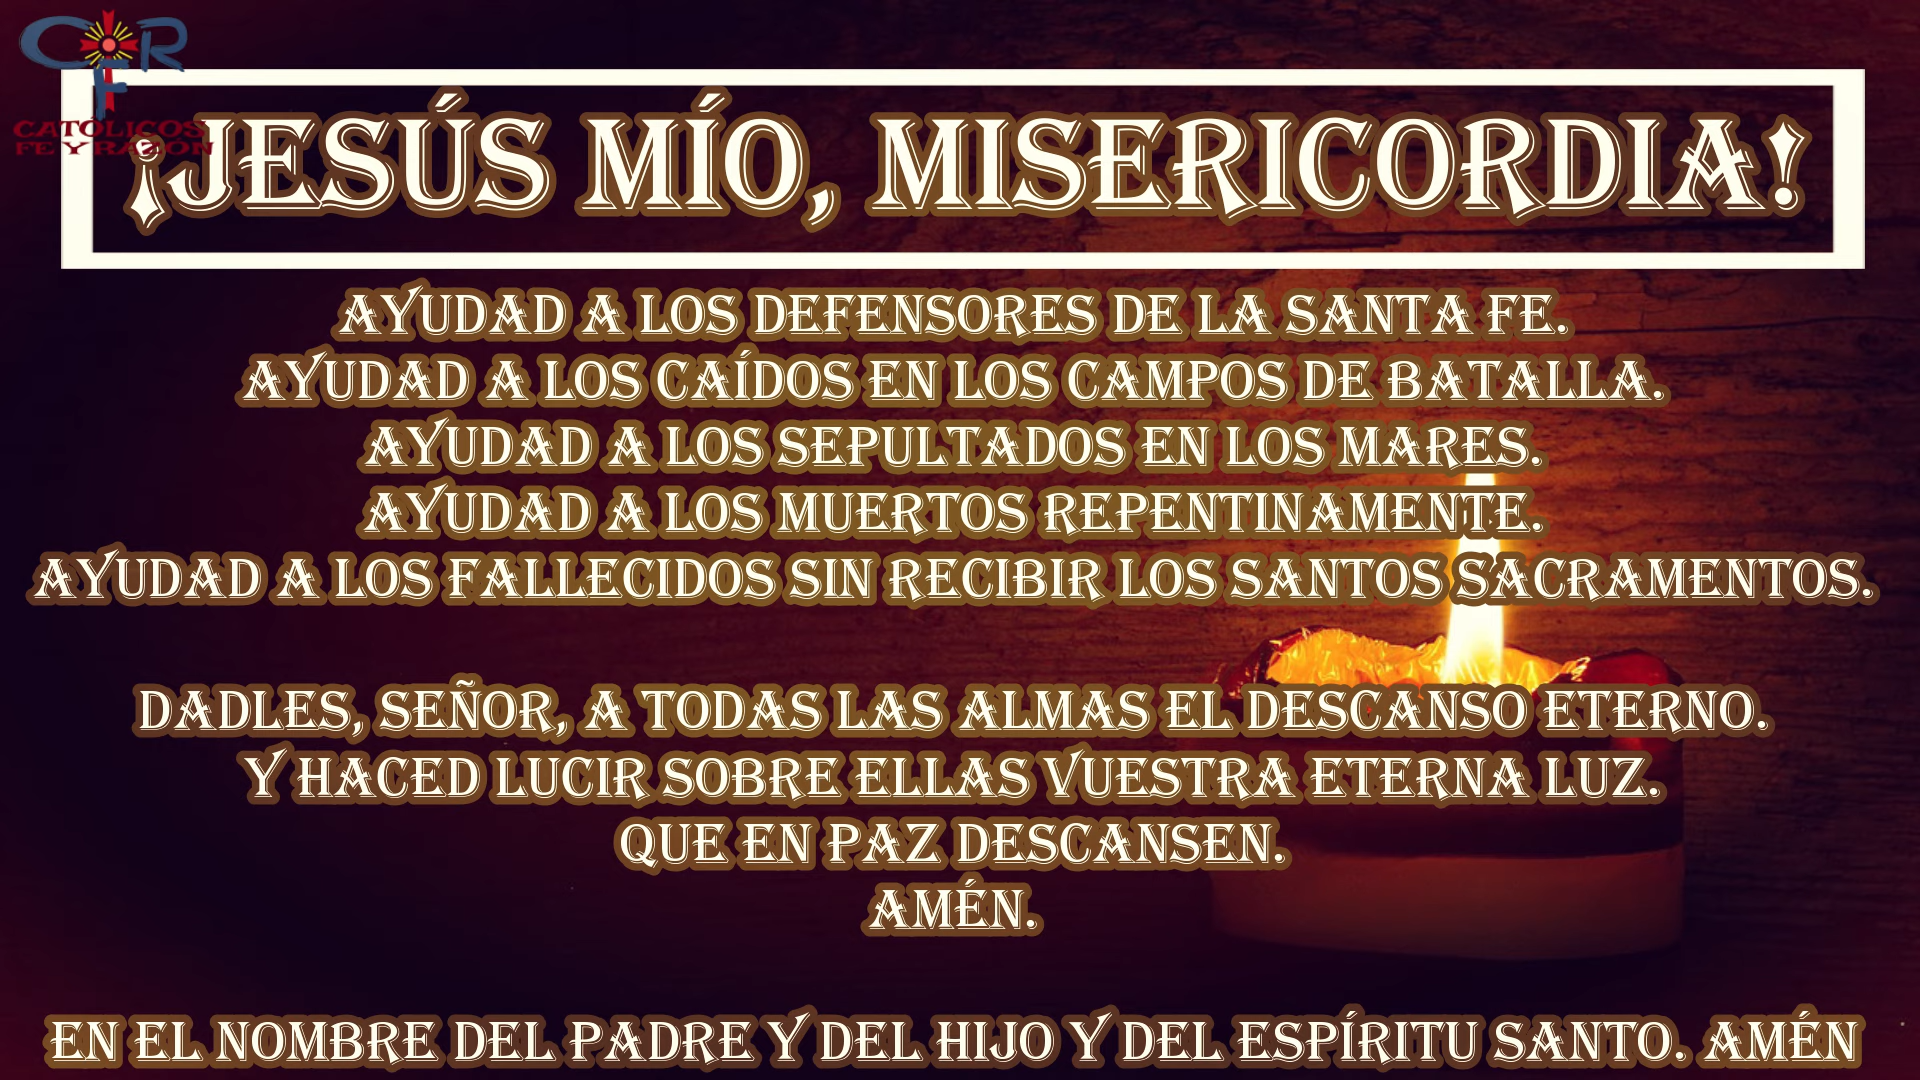 CFR
CATÓLICOS
FE Y RAZÓN
¡JESÚS MÍO, MISERICORDIA!
AYUDAD A LOS DEFENSORES DE LA SANTA FE.
AYUDAD A LOS CAÍDOS EN LOS CAMPOS DE BATALLA.
AYUDAD A LOS SEPULTADOS EN LOS MARES.
AYUDAD A LOS MUERTOS REPENTINAMENTE.
AYUDAD A LOS FALLECIDOS SIN RECIBIR LOS SANTOS SACRAMENTOS.
DADLES, SEÑOR, A TODAS LAS ALMAS EL DESCANSO ETERNO.
Y HACED LUCIR SOBRE ELLAS VUESTRA ETERNA LUZ.
QUE EN PAZ DESCANSEN.
AMÉN.
EN EL NOMBRE DEL PADRE Y DEL HIJO Y DEL ESPÍRITU SANTO. AMÉN